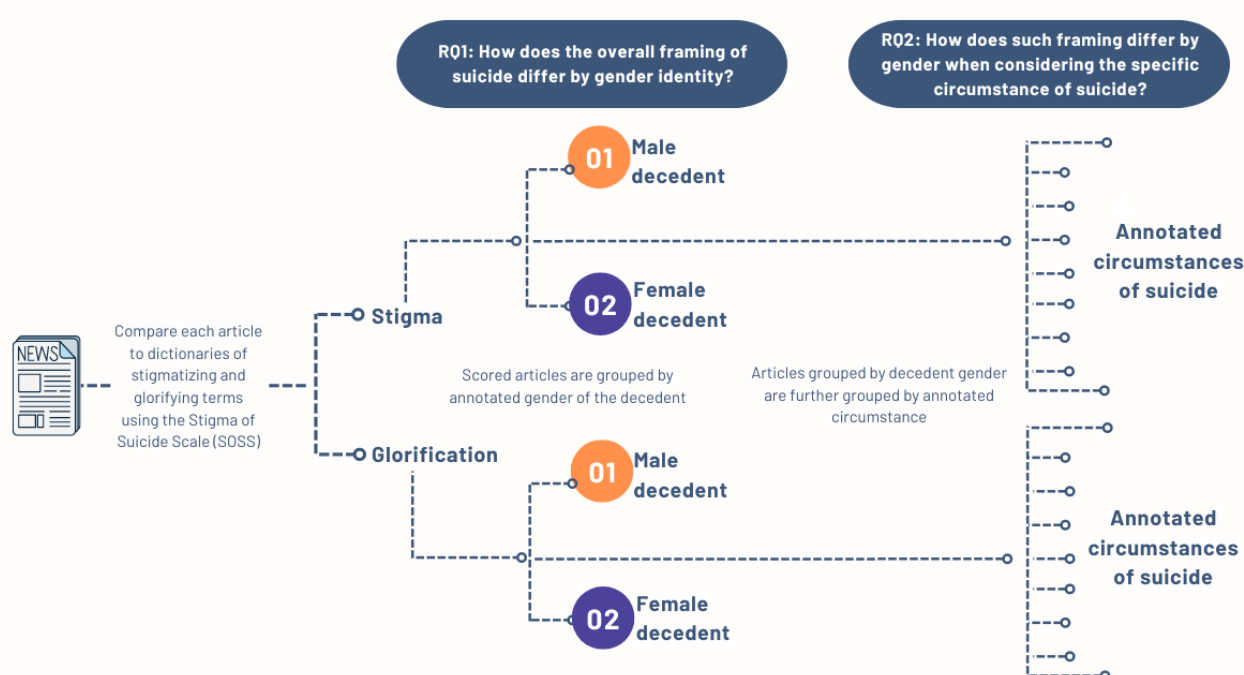 RQ1: How does the overall framing of
suicide differ by gender identity?
RQ2: How does such framing differ by
gender when considering the specific
circumstance of suicide?
01
Male
decedent
02
Female
decedent
Stigma
NEWS
Compare each article
to dictionaries of
stigmatizing and
glorifying terms
using the Stigma of
Suicide Scale (SOSS)
Scored articles are grouped by
annotated gender of the decedent
Articles grouped by decedent gender
are further grouped by annotated
circumstance
Annotated
circumstances
of suicide
Glorification
01
Male
decedent
02
Female
decedent
Annotated
circumstances
of suicide